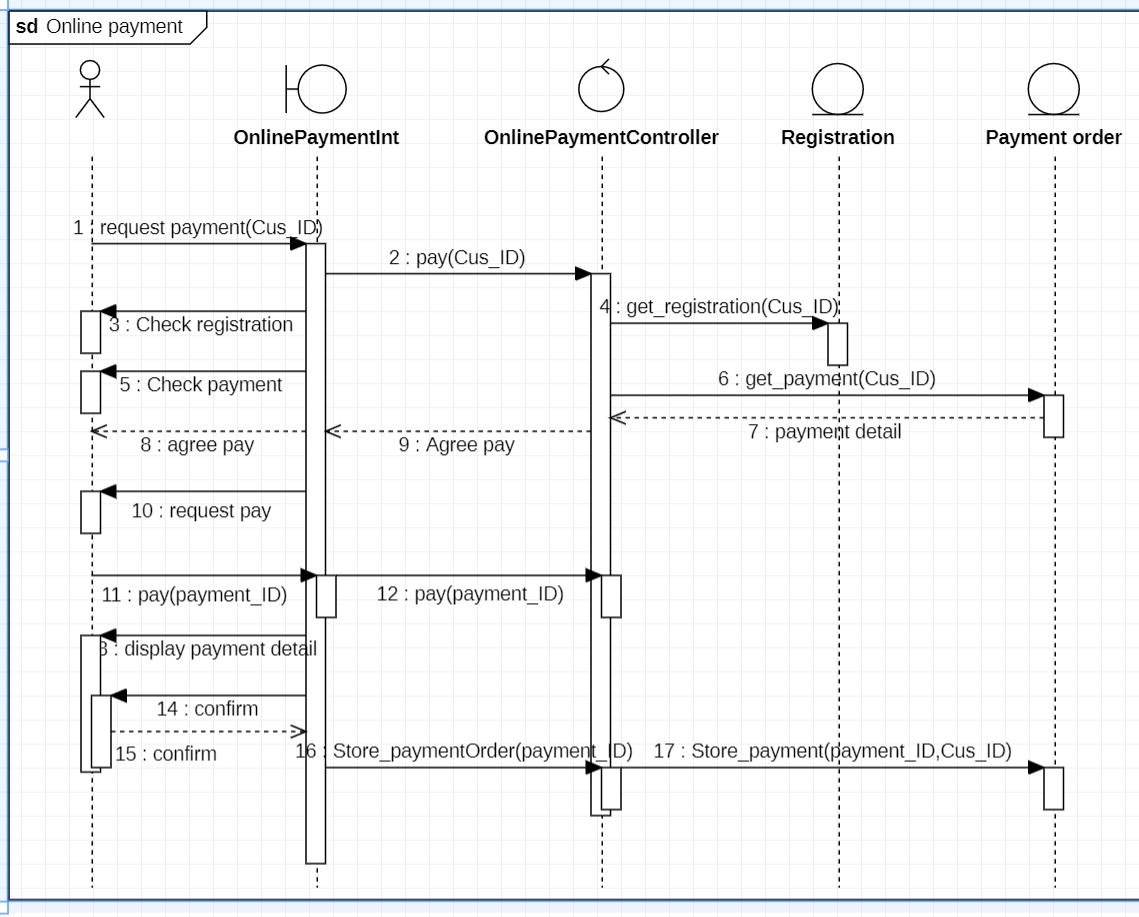 sd Online payment
OnlinePaymentInt
OnlinePaymentController
Registration
Payment order
1 : request payment(Cus_ID)
2 : pay(Cus_ID)
4 : get_registration(Cus_ID)
3 : Check registration
6 : get_payment(Cus_ID)
5 : Check payment
7 : payment detail
8 : agree pay
9 : Agree pay
10 : request pay
11 : pay(payment_ID)
12 : pay(payment_ID)
3 : display payment detail
14 : confirm
15 : confirm
16 : Store_paymentOrder(payment_ID)
17 : Store_payment(payment_ID,Cus_ID)